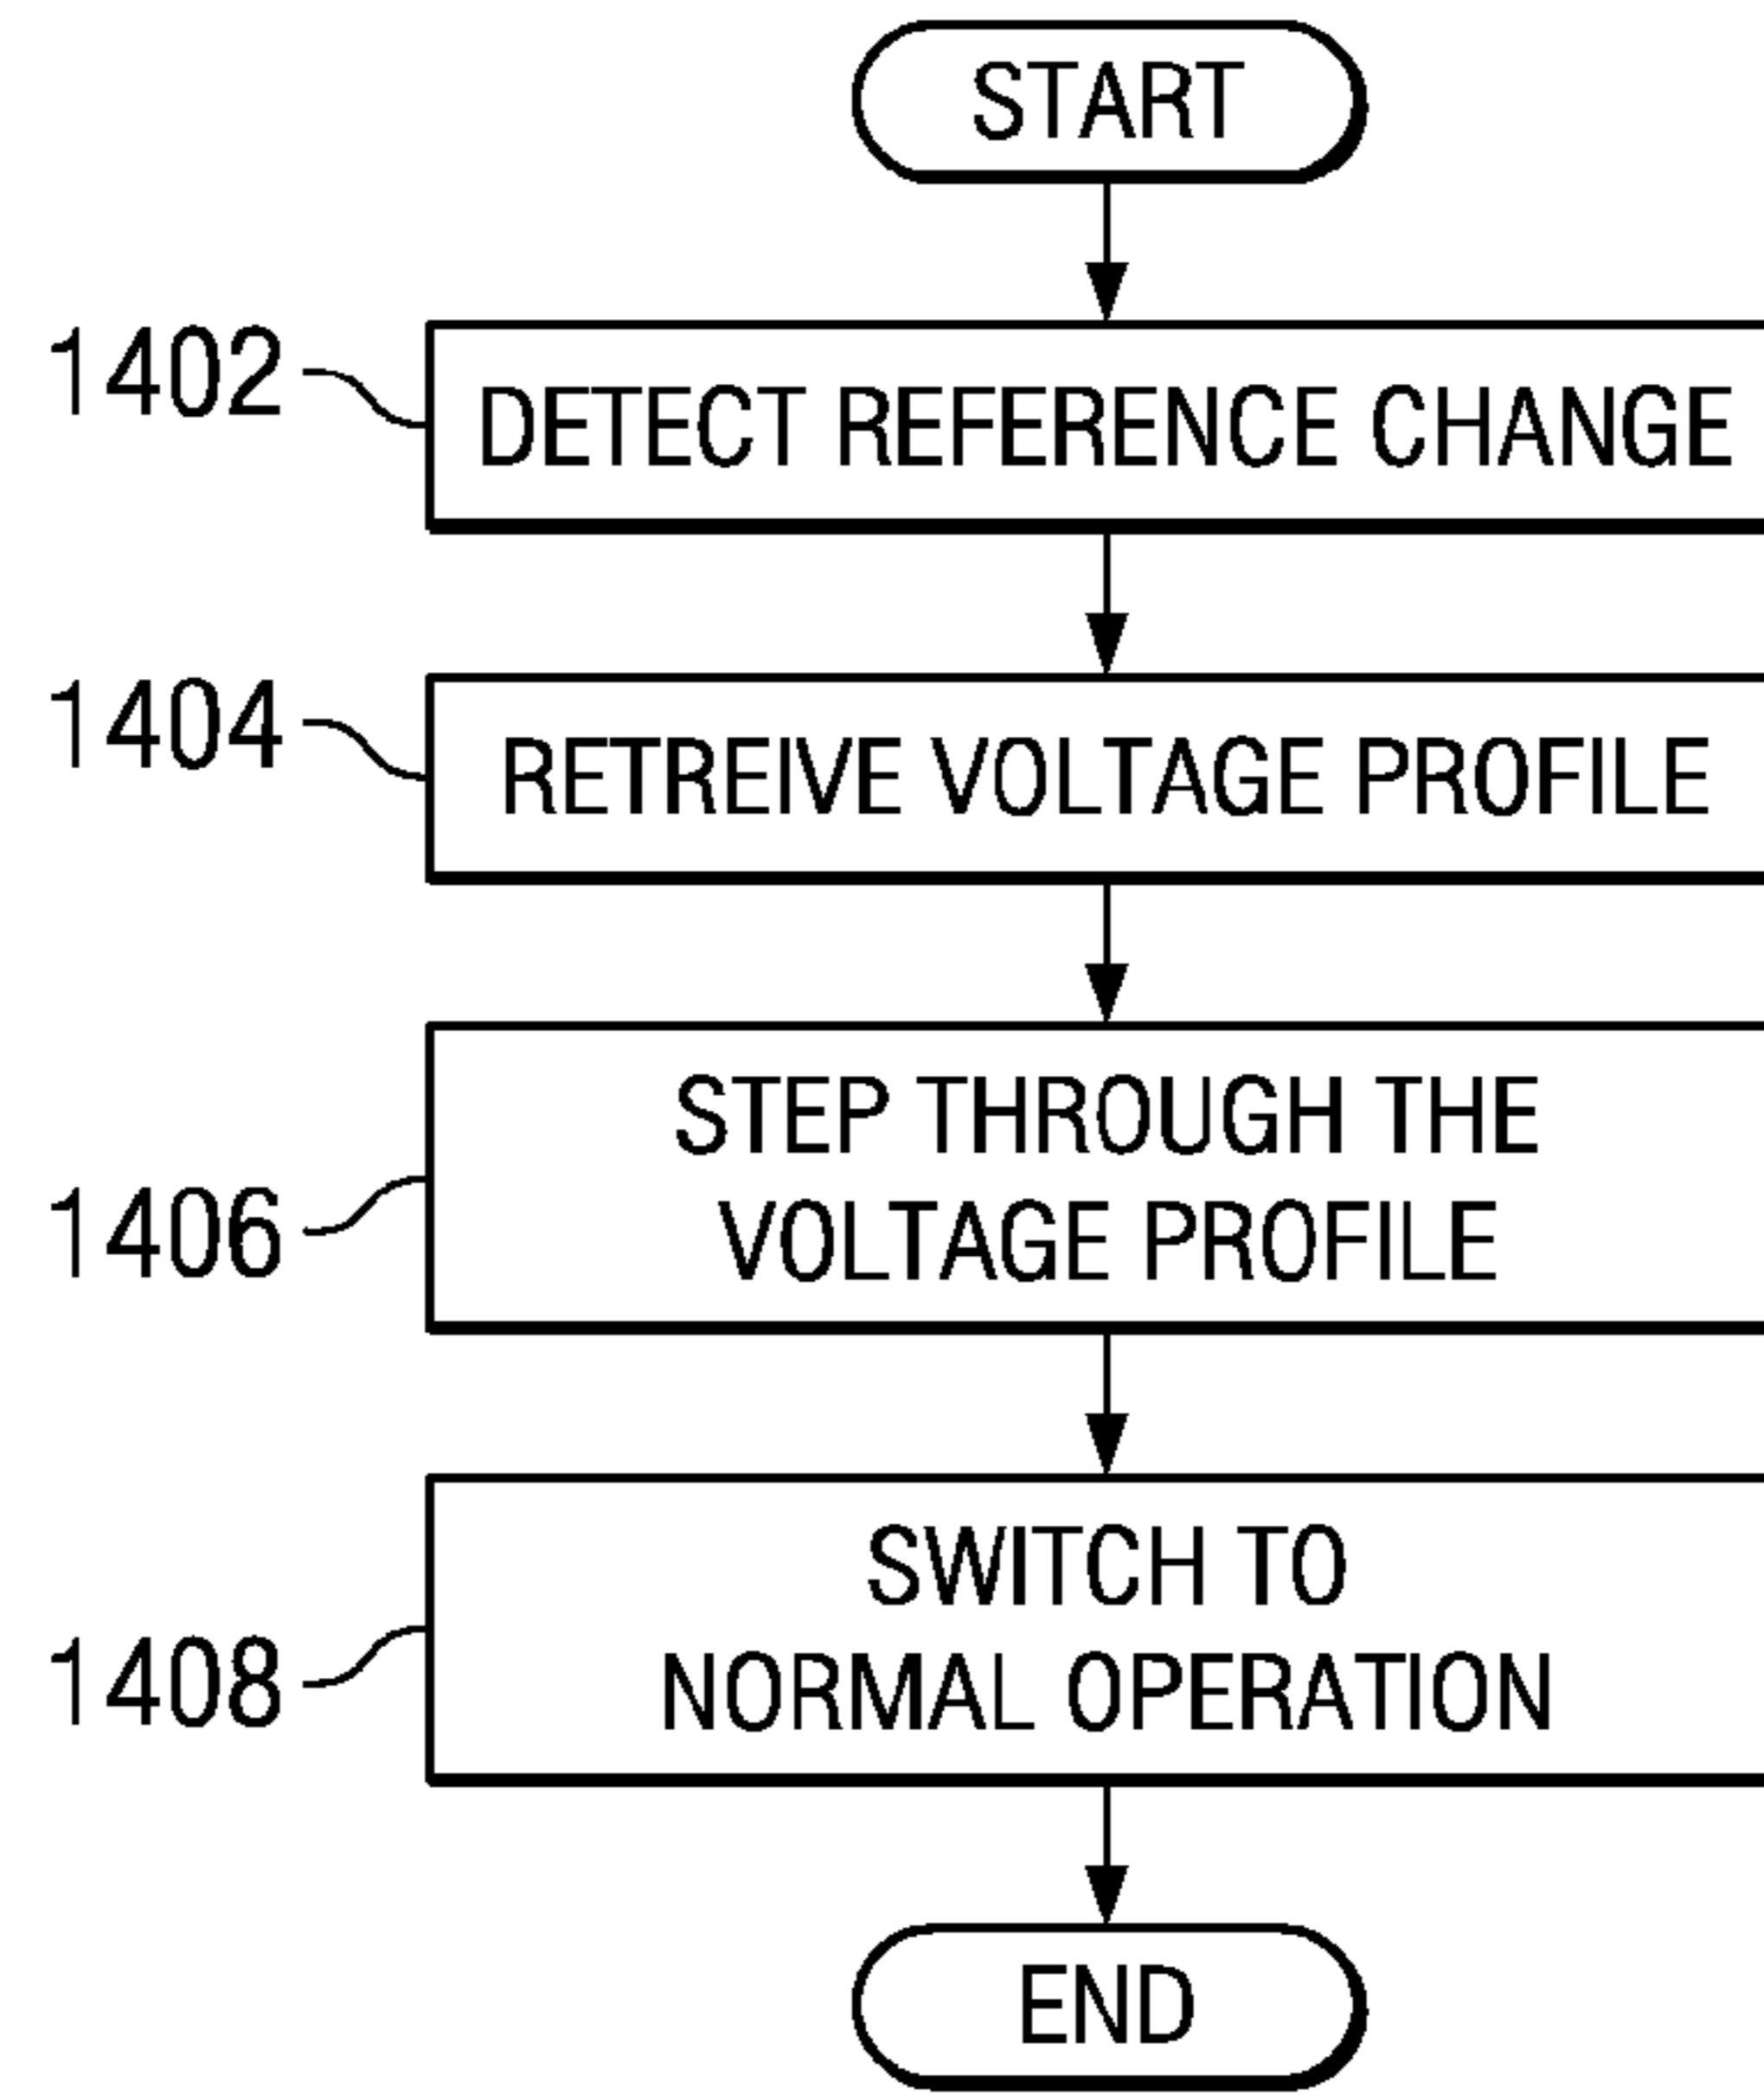 START
1402
DETECT REFERENCE CHANGE
1404
RETREIVE VOLTAGE PROFILE
1406
STEP THROUGH THE
VOLTAGE PROFILE
1408
SWITCH TO
NORMAL OPERATION
END